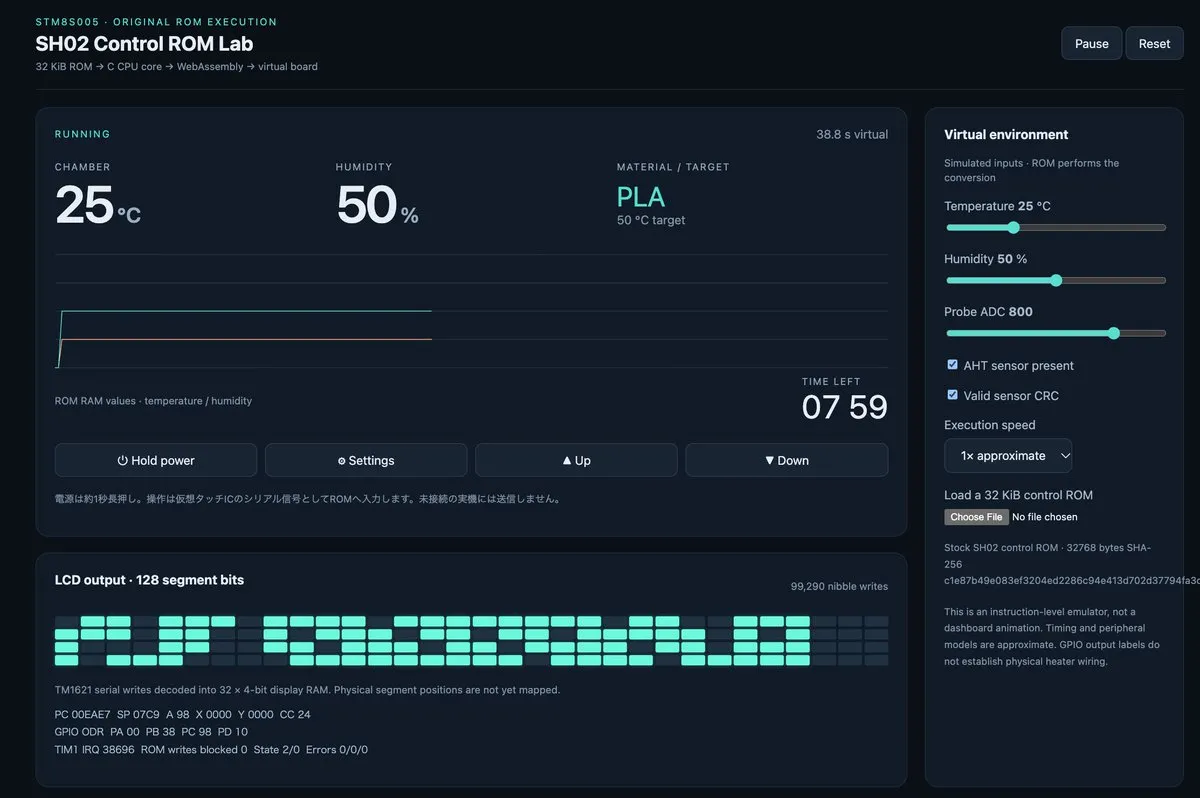 STM8S005 · ORIGINAL ROM EXECUTION
SH02 Control ROM Lab
32 KiB ROM → C CPU core → WebAssembly → virtual board
Pause
Reset
RUNNING
38.8 s virtual
CHAMBER
25 °C
HUMIDITY
50 %
MATERIAL / TARGET
PLA
50 °C target
ROM RAM values · temperature / humidity
TIME LEFT
07 59
⏻ Hold power
⚙ Settings
▲ Up
▼ Down
電源は約1秒長押し。操作は仮想タッチICのシリアル信号としてROMへ入力します。未接続の実機には送信しません。
LCD output · 128 segment bits
99,290 nibble writes
TM1621 serial writes decoded into 32 × 4-bit display RAM. Physical segment positions are not yet mapped.
PC 00EAE7 SP 07C9 A 98 X 0000 Y 0000 CC 24
GPIO ODR PA 00 PB 38 PC 98 PD 10
TIM1 IRQ 38696 ROM writes blocked 0 State 2/0 Errors 0/0/0
Virtual environment
Simulated inputs · ROM performs the
conversion
Temperature 25 °C
Humidity 50 %
Probe ADC 800
AHT sensor present
Valid sensor CRC
Execution speed
1× approximate
Load a 32 KiB control ROM
Choose File No file chosen
Stock SH02 control ROM · 32768 bytes SHA-
256
c1e87b49e083ef3204ed2286c94e413d702d37794fa3c
This is an instruction-level emulator, not a
dashboard animation. Timing and peripheral
models are approximate. GPIO output labels do
not establish physical heater wiring.